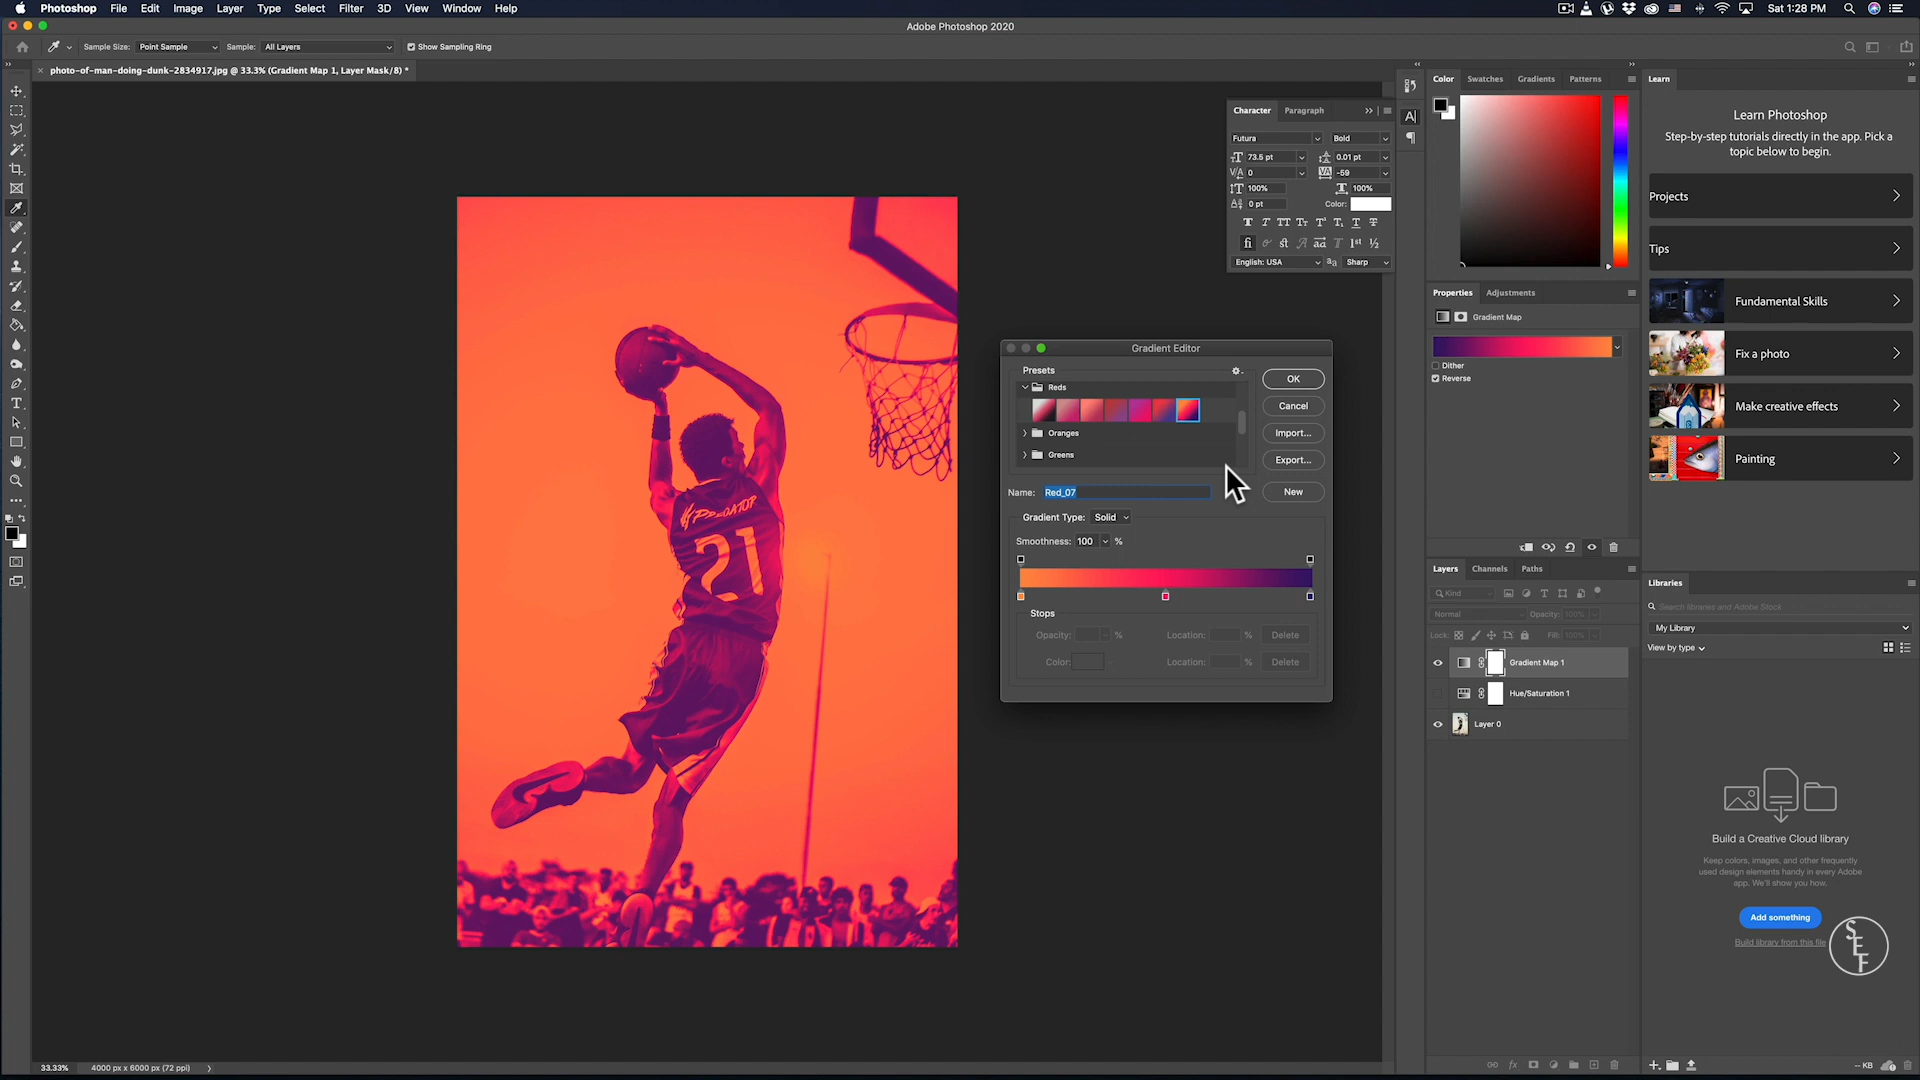 Photoshop File Edit Image Layer Type Select Filter 3D View Window Help Sat 1:28 PM
Adobe Photoshop 2020
Sample Size: Point Sample Sample: All Layers Show Sampling Ring
photo-of-man-doing-dunk-2834917.jpg @ 33.3% (Gradient Map 1, Layer Mask/8) *
Character Paragraph
Futura Bold
73.5 pt 0.01 pt
0 -59
100% 100%
0 pt Color:
English: USA Sharp
Color Swatches Gradients Patterns
Properties Adjustments
Gradient Map
Dither
Reverse
Learn
Learn Photoshop
Step-by-step tutorials directly in the app. Pick a
topic below to begin.
Projects
Tips
Fundamental Skills
Fix a photo
Make creative effects
Painting
PREDATOR
21
Gradient Editor
Presets
Reds
Oranges
Greens
OK
Cancel
Import...
Export...
Name: Red_07 New
Gradient Type: Solid
Smoothness: 100 %
Stops
Opacity: % Location: % Delete
Color: Location: % Delete
Layers Channels Paths
Kind
Normal Opacity: 100%
Lock: Fill: 100%
Gradient Map 1
Hue/Saturation 1
Layer 0
Libraries
Search libraries and Adobe Stock
My Library
View by type
Build a Creative Cloud library
Keep colors, images, and other frequently
used design elements handy in every Adobe
app. We'll show you how.
Add something
Build library from this file
SEF
33.33% 4000 px x 6000 px (72 ppi)
-- KB